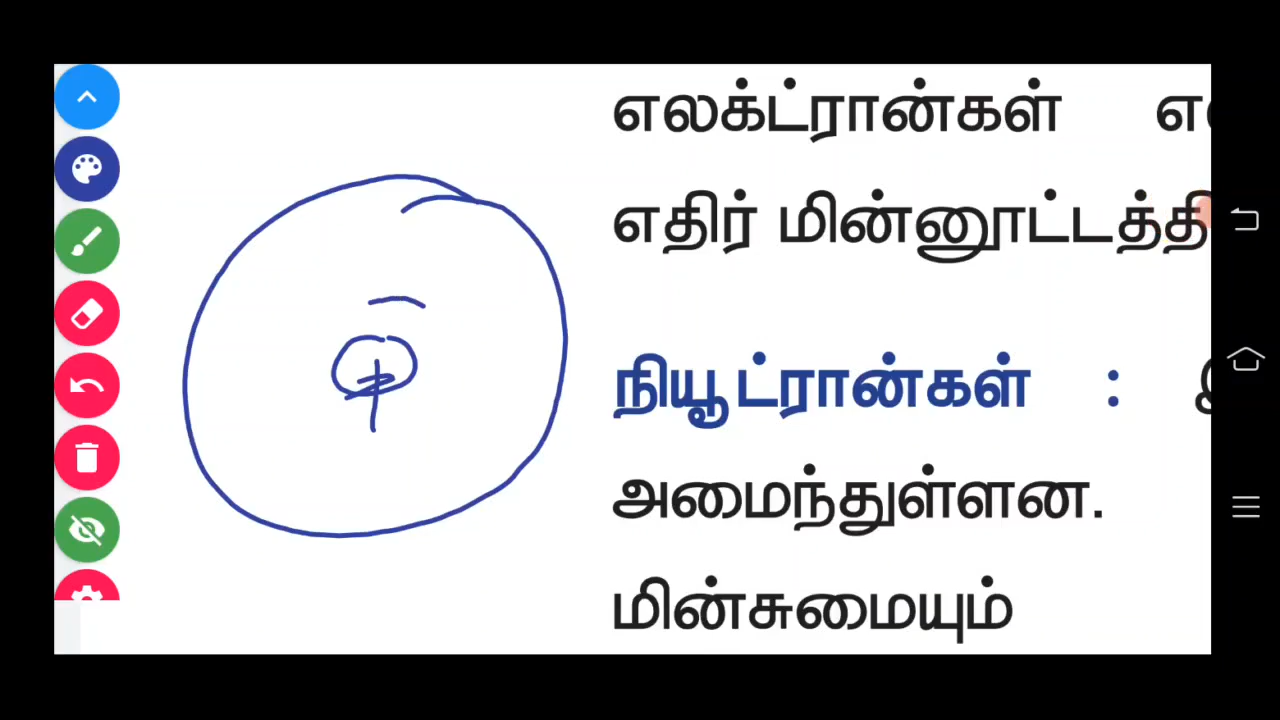 எலக்ட்ரான்கள்
எதிர் மின்னூட்டத்தி
நியூட்ரான்கள் :
அமைந்துள்ளன.
மின்சுமையும்